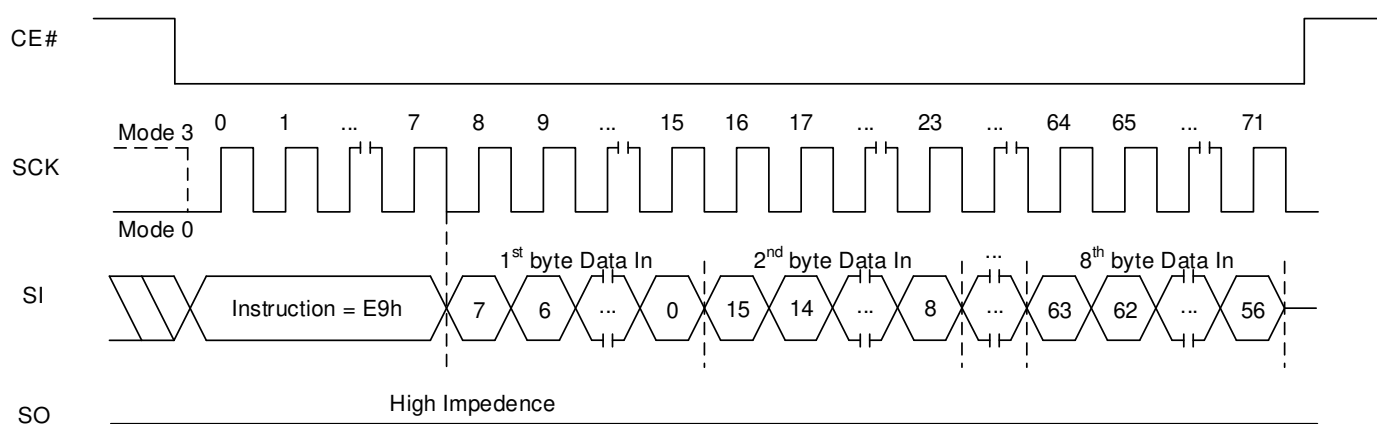 CE#
0 1 ... 7 8 9 ... 15 16 17 ... 23 ... 64 65 ... 71
Mode 3
SCK
Mode 0
1st byte Data In 2nd byte Data In ... 8th byte Data In
SI Instruction = E9h 7 6 ... 0 15 14 ... 8 ... 63 62 ... 56
High Impedence
SO